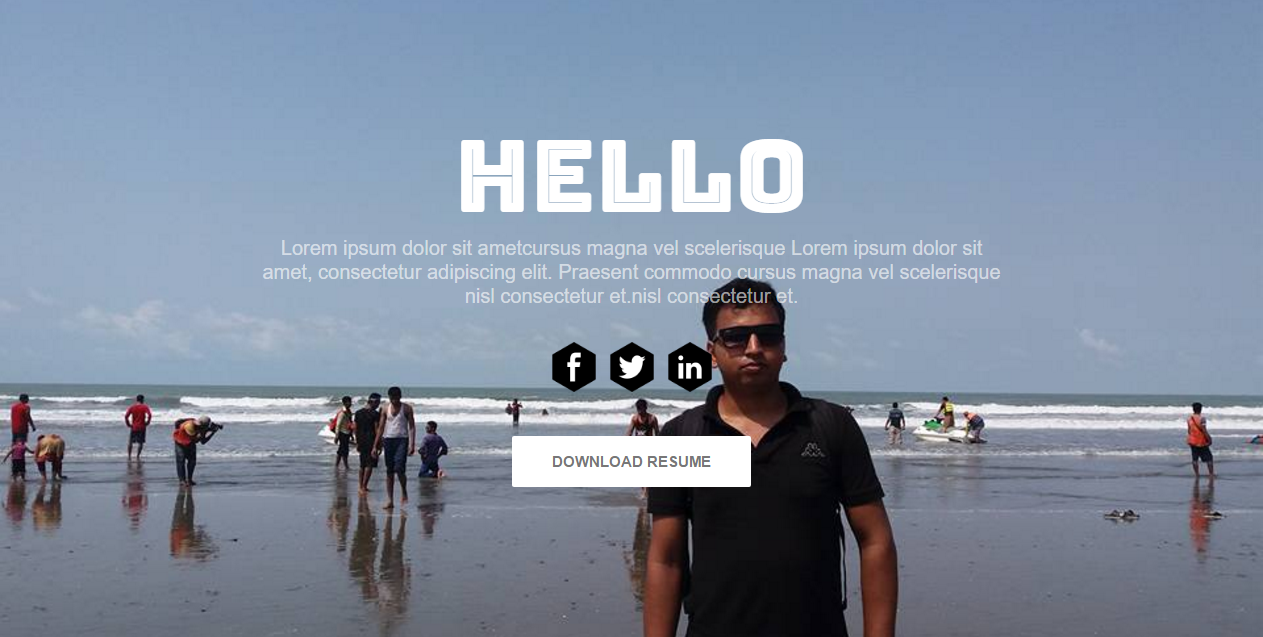 HELLO
Lorem ipsum dolor sit ametcursus magna vel scelerisque Lorem ipsum dolor sit
amet, consectetur adipiscing elit. Praesent commodo cursus magna vel scelerisque
nisl consectetur et.nisl consectetur et.
f
in
DOWNLOAD RESUME